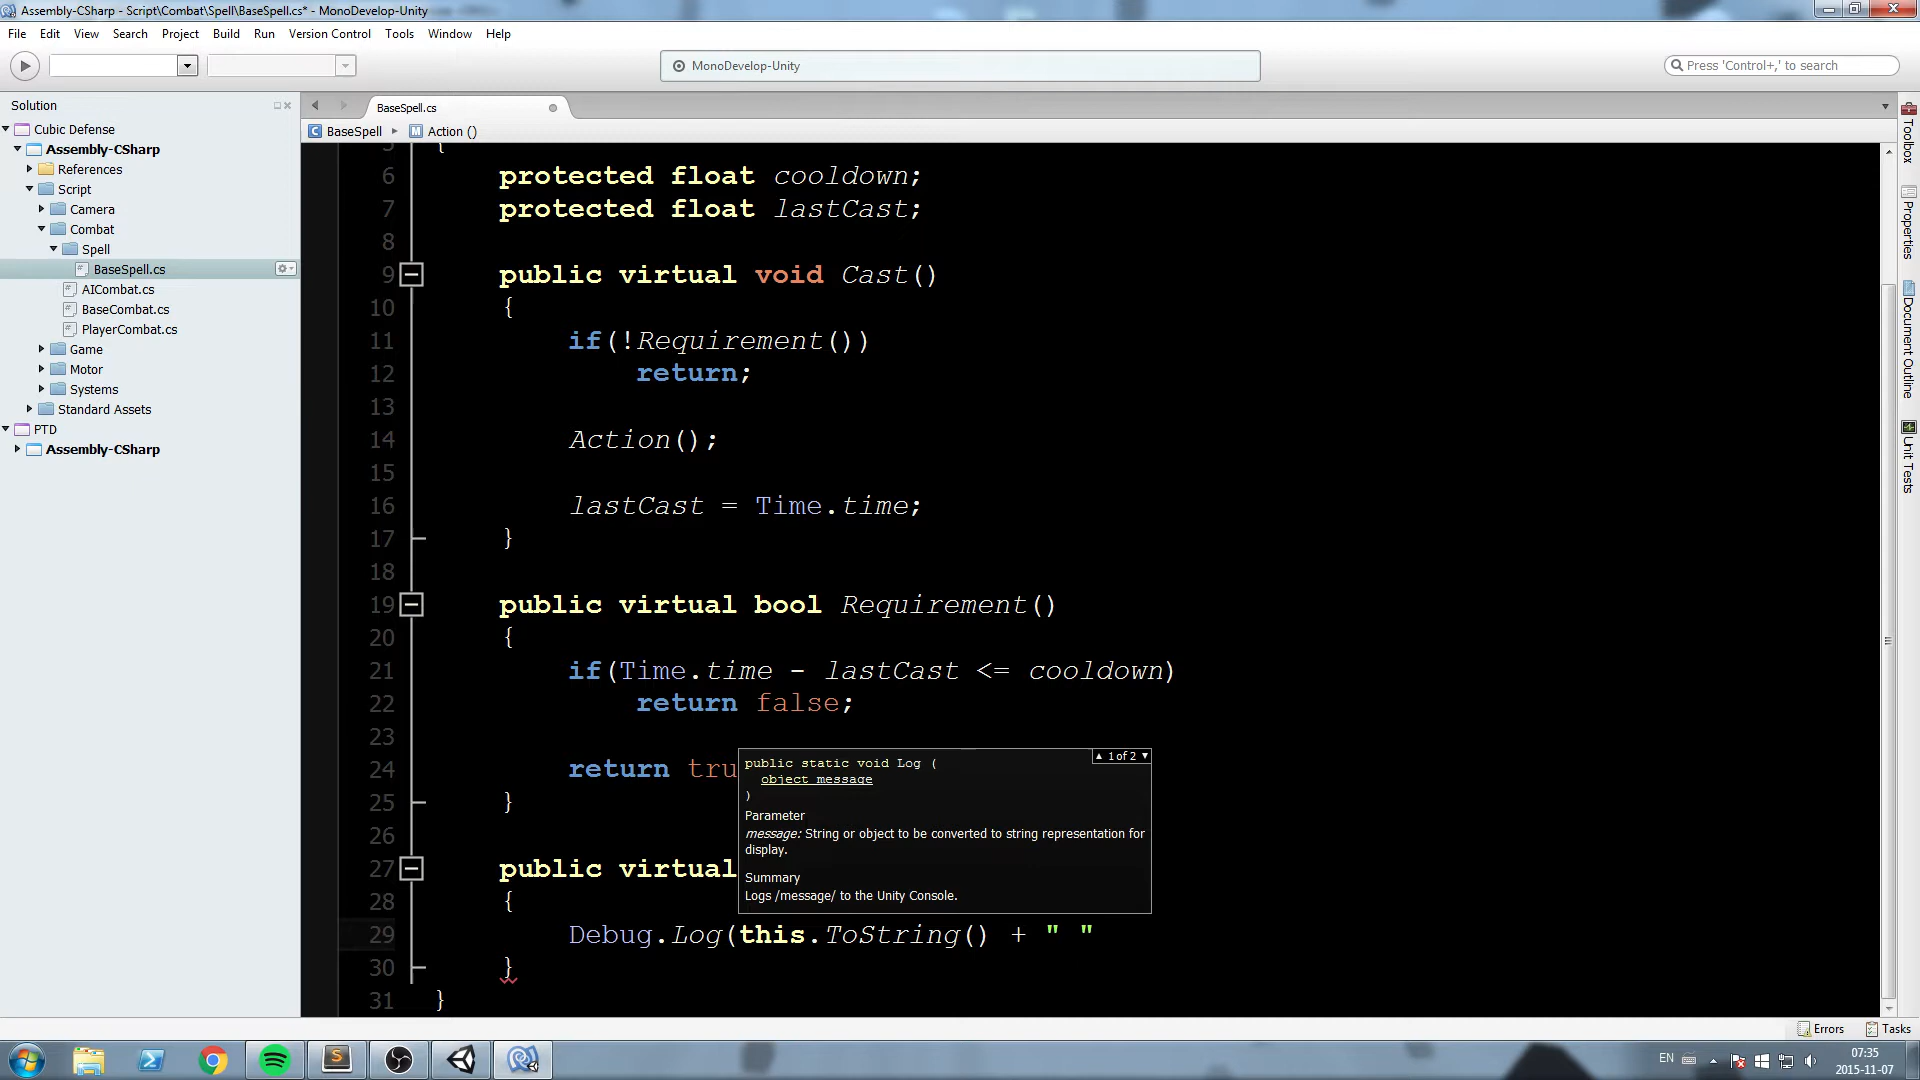 Assembly-CSharp - Script\Combat\Spell\BaseSpell.cs* - MonoDevelop-Unity
File Edit View Search Project Build Run Version Control Tools Window Help
MonoDevelop-Unity
Press 'Control+,' to search
Solution
Cubic Defense
Assembly-CSharp
References
Script
Camera
Combat
Spell
BaseSpell.cs
AICombat.cs
BaseCombat.cs
PlayerCombat.cs
Game
Motor
Systems
Standard Assets
PTD
Assembly-CSharp
BaseSpell.cs
BaseSpell Action ()
5 {
6 protected float cooldown;
7 protected float lastCast;
8
9 public virtual void Cast()
10 {
11 if(!Requirement())
12 return;
13
14 Action();
15
16 lastCast = Time.time;
17 }
18
19 public virtual bool Requirement()
20 {
21 if(Time.time - lastCast <= cooldown)
22 return false;
23
24 return tru
25 }
26
27 public virtual
28 {
29 Debug.Log(this.ToString() + " "
30 }
31 }
1 of 2
public static void Log (
object message
)
Parameter
message: String or object to be converted to string representation for
display.
Summary
Logs /message/ to the Unity Console.
Toolbox
Properties
Document Outline
Unit Tests
Errors Tasks
EN
07:35
2015-11-07